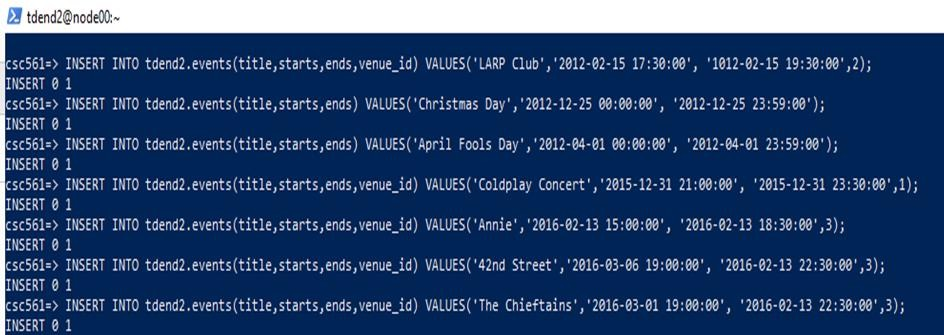 tdend2@node00:~
csc561=> INSERT INTO tdend2.events(title,starts,ends,venue_id) VALUES('LARP Club','2012-02-15 17:30:00', '1012-02-15 19:30:00',2);
INSERT 0 1
csc561=> INSERT INTO tdend2.events(title,starts,ends) VALUES('Christmas Day','2012-12-25 00:00:00', '2012-12-25 23:59:00');
INSERT 0 1
csc561=> INSERT INTO tdend2.events(title,starts,ends) VALUES('April Fools Day','2012-04-01 00:00:00', '2012-04-01 23:59:00');
INSERT 0 1
csc561=> INSERT INTO tdend2.events(title,starts,ends,venue_id) VALUES('Coldplay Concert','2015-12-31 21:00:00', '2015-12-31 23:30:00',1);
INSERT 0 1
csc561=> INSERT INTO tdend2.events(title,starts,ends,venue_id) VALUES('Annie','2016-02-13 15:00:00', '2016-02-13 18:30:00',3);
INSERT 0 1
csc561=> INSERT INTO tdend2.events(title,starts,ends,venue_id) VALUES('42nd Street','2016-03-06 19:00:00', '2016-02-13 22:30:00',3);
INSERT 0 1
csc561=> INSERT INTO tdend2.events(title,starts,ends,venue_id) VALUES('The Chieftains','2016-03-01 19:00:00', '2016-02-13 22:30:00',3);
INSERT 0 1